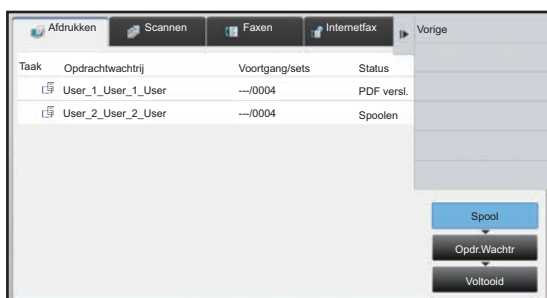 Afdrukken Scannen Faxen Internetfax Vorige
Taak Opdrachtwachtrij Voortgang/sets Status
User_1_User_1_User ---/0004 PDF versl.
User_2_User_2_User ---/0004 Spoolen
Spool
Opdr.Wachtr
Voltooid